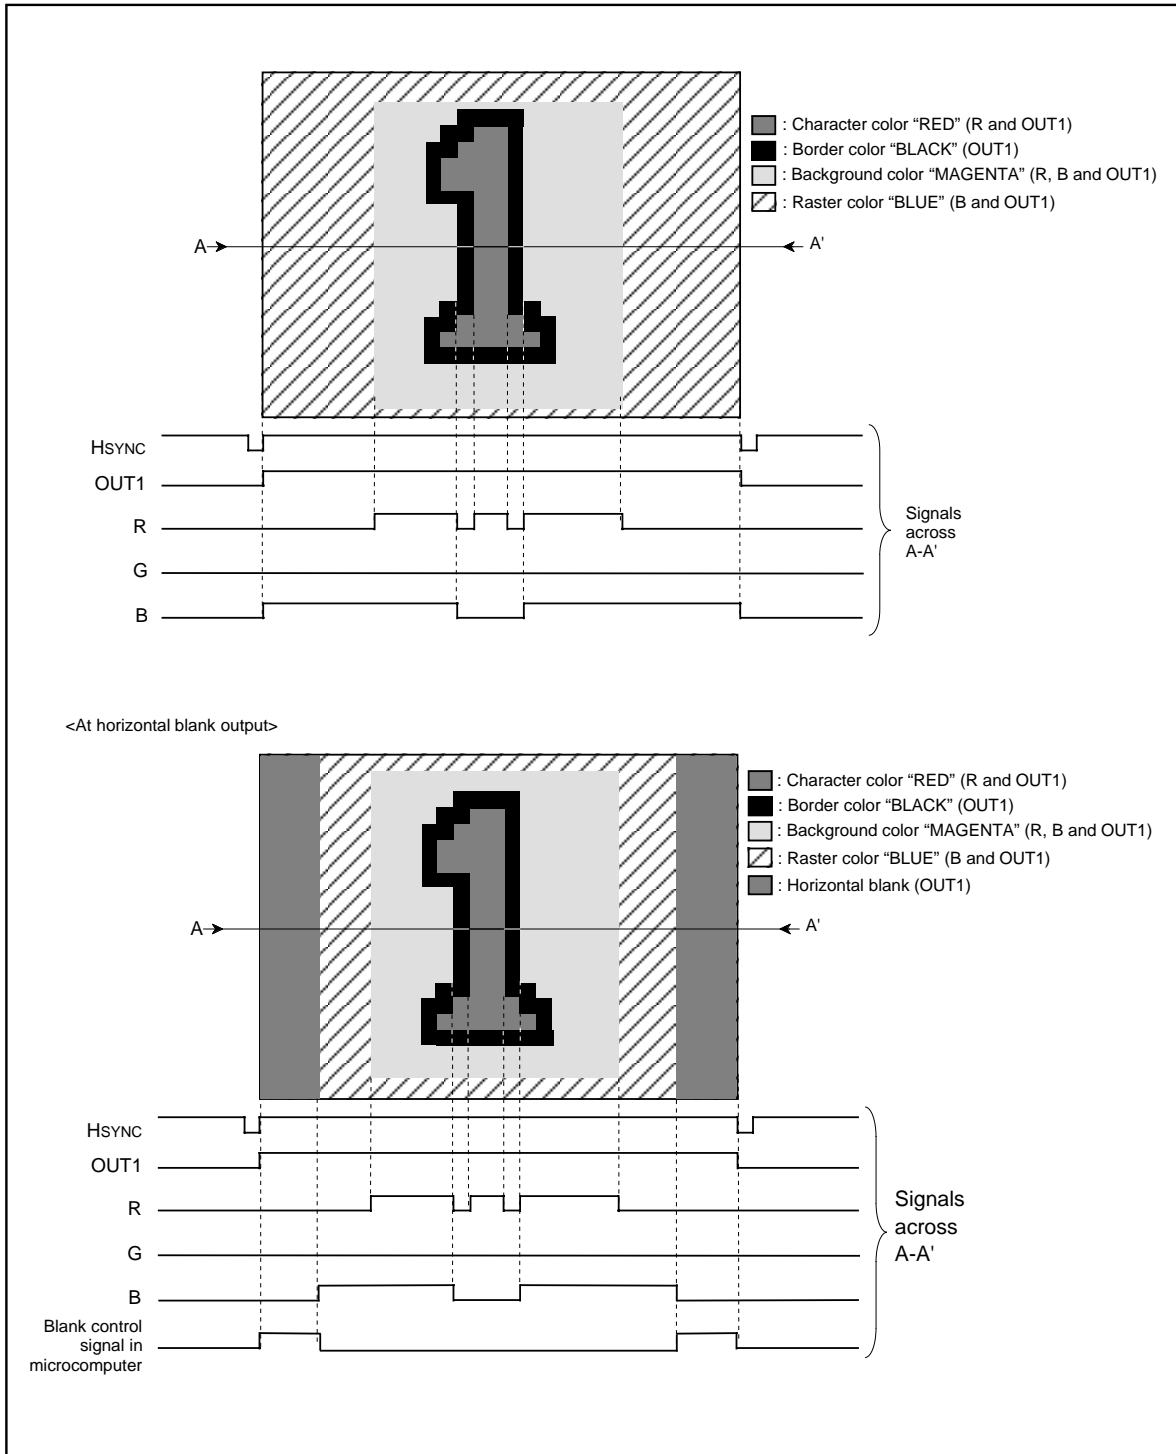 : Character color “RED” (R and OUT1)
: Border color “BLACK” (OUT1)
: Background color “MAGENTA” (R, B and OUT1)
: Raster color “BLUE” (B and OUT1)
A
A'
HSYNC
OUT1
R
G
B
Signals
across
A-A'
<At horizontal blank output>
: Character color “RED” (R and OUT1)
: Border color “BLACK” (OUT1)
: Background color “MAGENTA” (R, B and OUT1)
: Raster color “BLUE” (B and OUT1)
: Horizontal blank (OUT1)
A
A'
HSYNC
OUT1
R
G
B
Blank control
signal in
microcomputer
Signals
across
A-A'